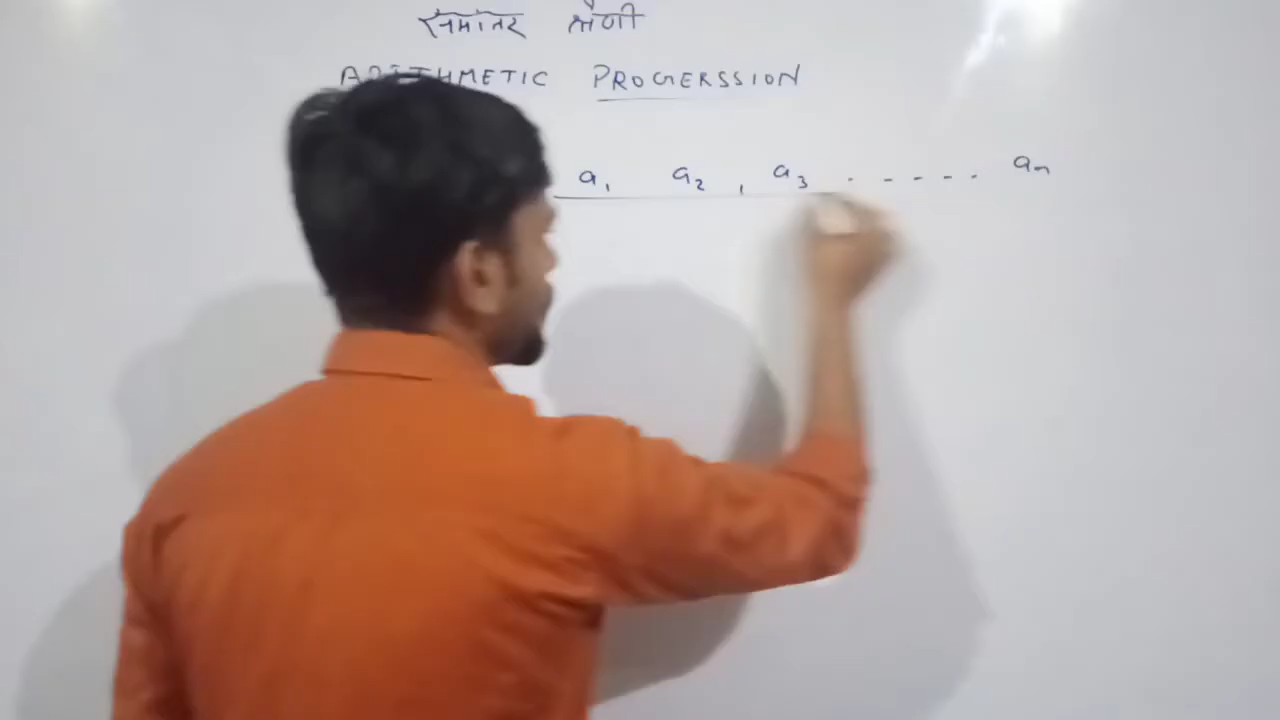 समांतर श्रेणी
ARITHMETIC PROGERSSION
a₁ a₂ , a₃ . - - - - . aₙ